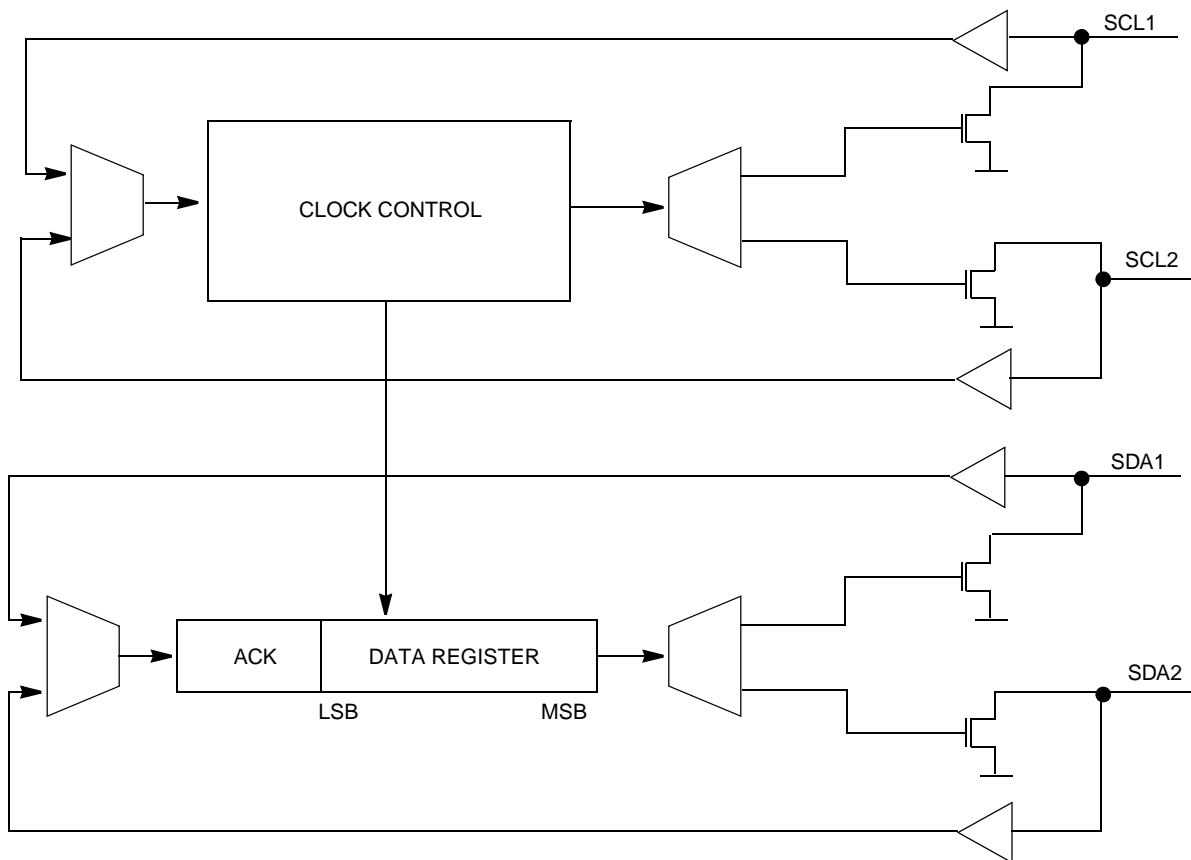 SCL1
CLOCK CONTROL
SCL2
SDA1
ACK
DATA REGISTER
SDA2
LSB
MSB